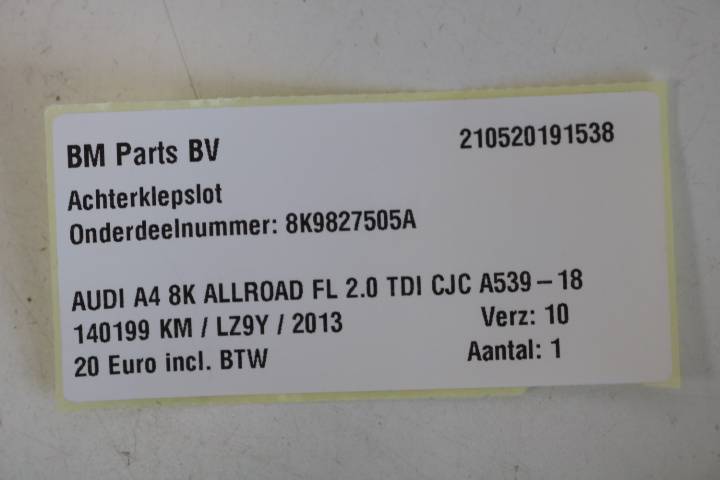 BM Parts BV 210520191538
Achterklepslot
Onderdeelnummer: 8K9827505A
AUDI A4 8K ALLROAD FL 2.0 TDI CJC A539 – 18
140199 KM / LZ9Y / 2013 Verz: 10
20 Euro incl. BTW Aantal: 1